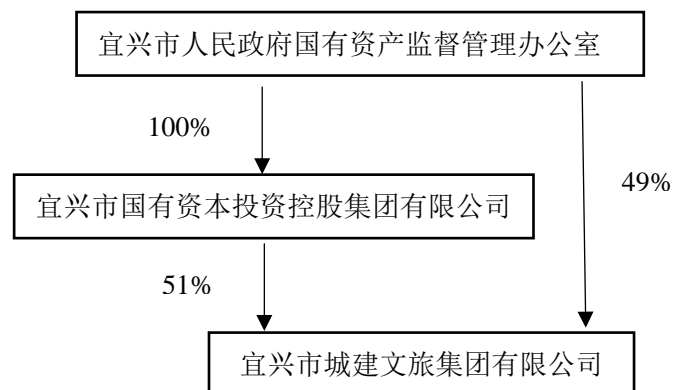 宜兴市人民政府国有资产监督管理办公室
100%
49%
宜兴市国有资本投资控股集团有限公司
51%
宜兴市城建文旅集团有限公司